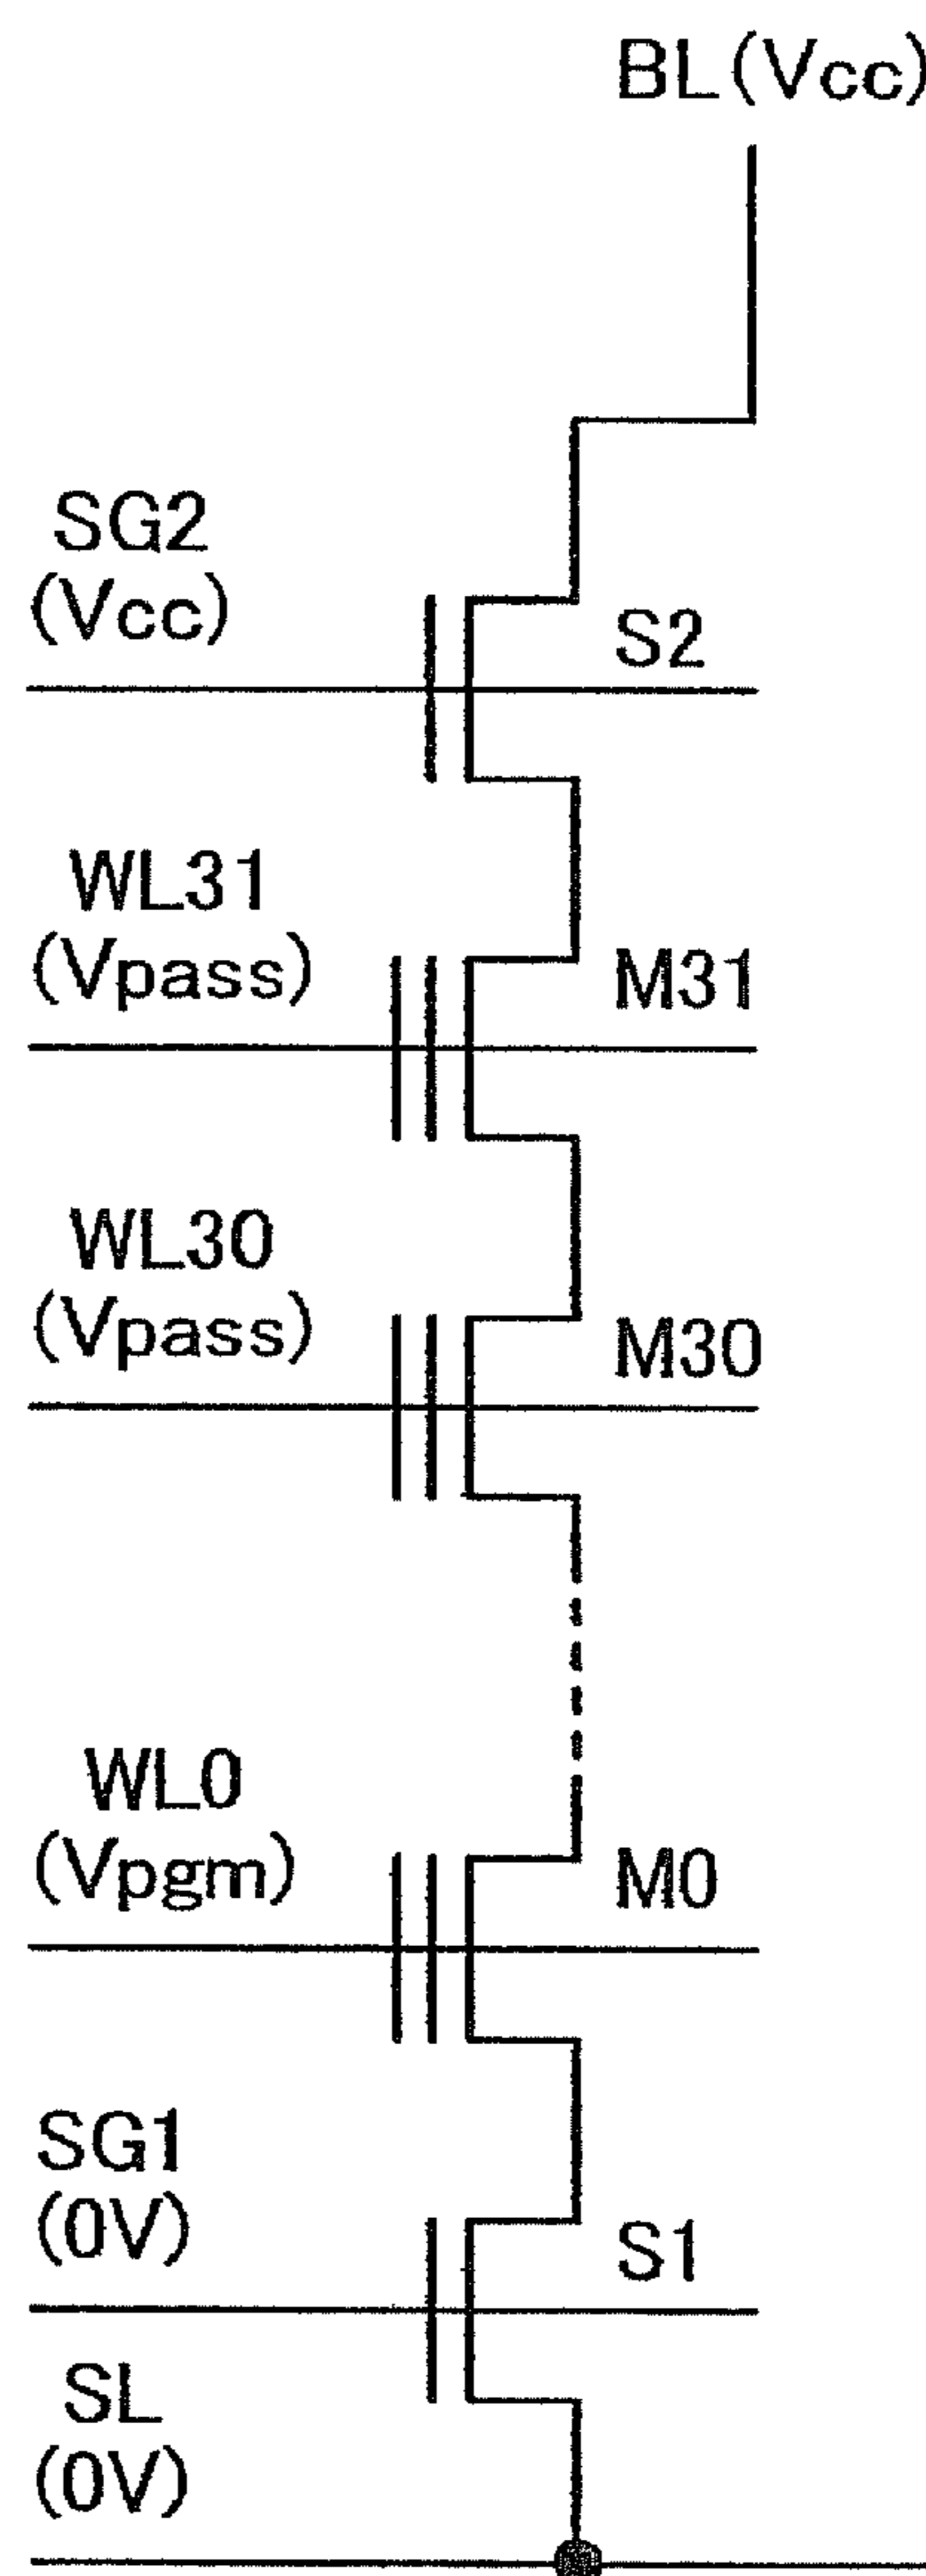 BL(Vcc)
SG2
(Vcc)
S2
WL31
(Vpass)
M31
WL30
(Vpass)
M30
WL0
(Vpgm)
M0
SG1
(0V)
S1
SL
(0V)